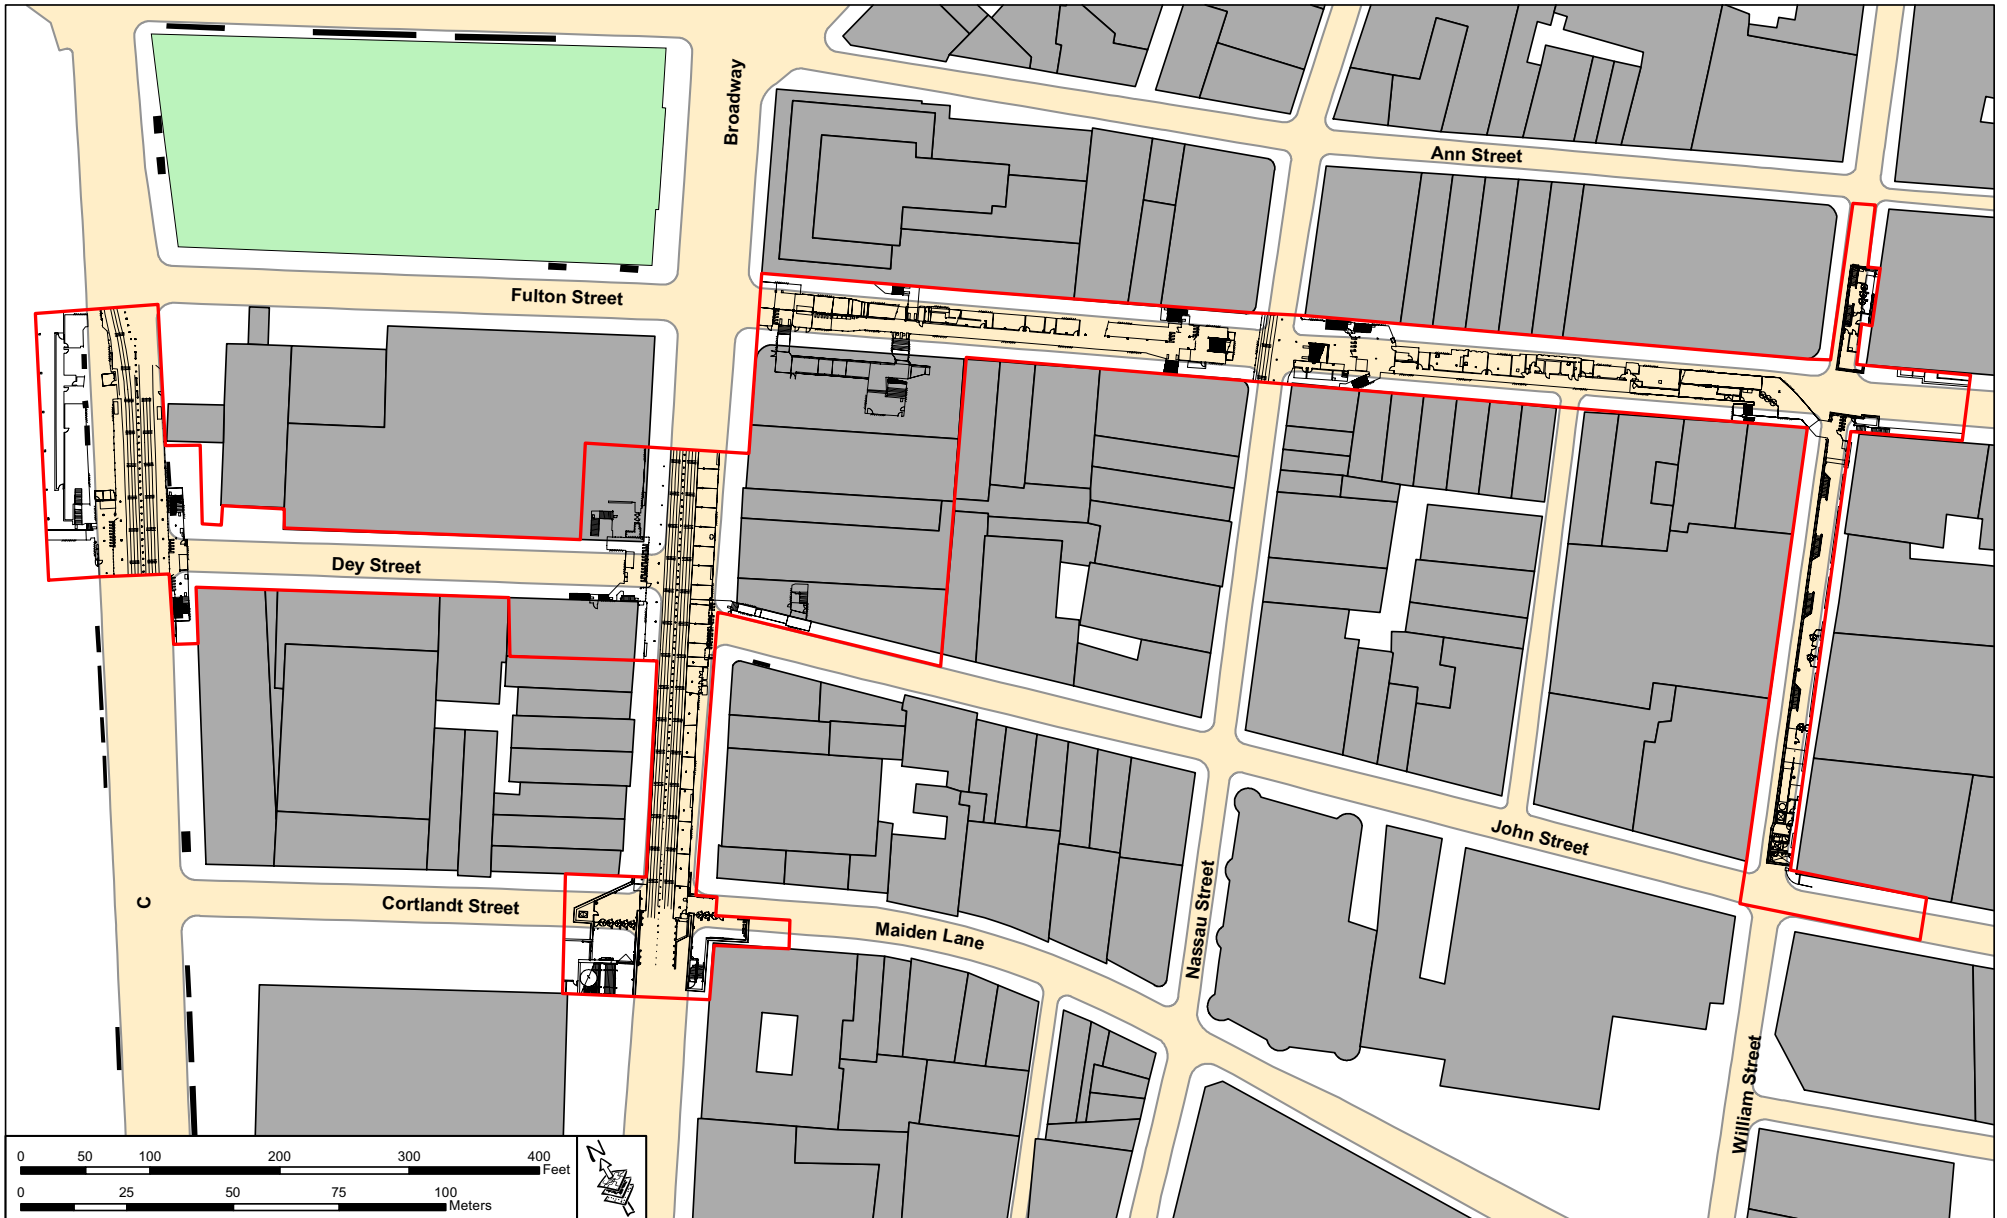 Broadway
Ann Street
Fulton Street
Dey Street
John Street
C
Cortlandt Street
Maiden Lane
Nassau Street
William Street
0 50 100 200 300 400
Feet
0 25 50 75 100
Meters
N